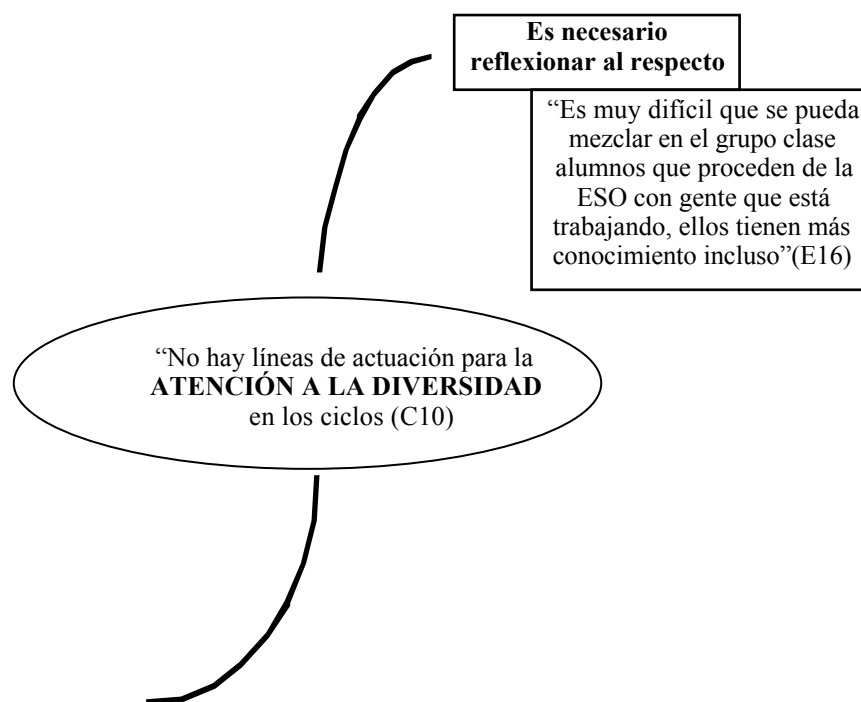 Es necesario
reflexionar al respecto
“Es muy difícil que se pueda
mezclar en el grupo clase
alumnos que proceden de la
ESO con gente que está
trabajando, ellos tienen más
conocimiento incluso”(E16)
“No hay líneas de actuación para la
ATENCIÓN A LA DIVERSIDAD
en los ciclos (C10)